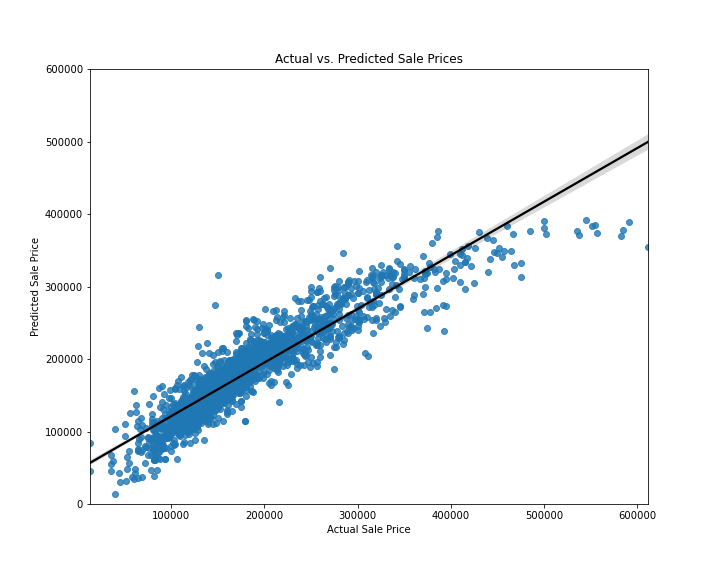 Actual vs. Predicted Sale Prices
600000
500000
400000
300000
200000
100000
0
Predicted Sale Price
100000 200000 300000 400000 500000 600000
Actual Sale Price